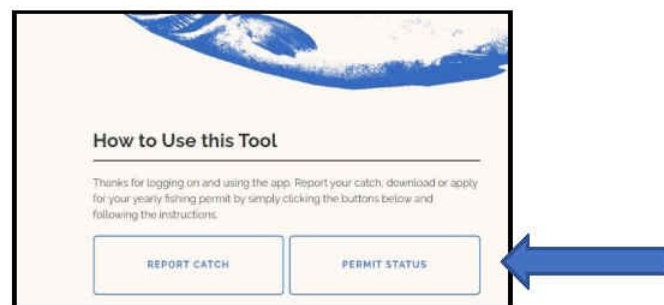 How to Use this Tool
Thanks for logging on and using the app. Report your catch, download or apply
for your yearly fishing permit by simply clicking the buttons below and
following the instructions.
REPORT CATCH PERMIT STATUS